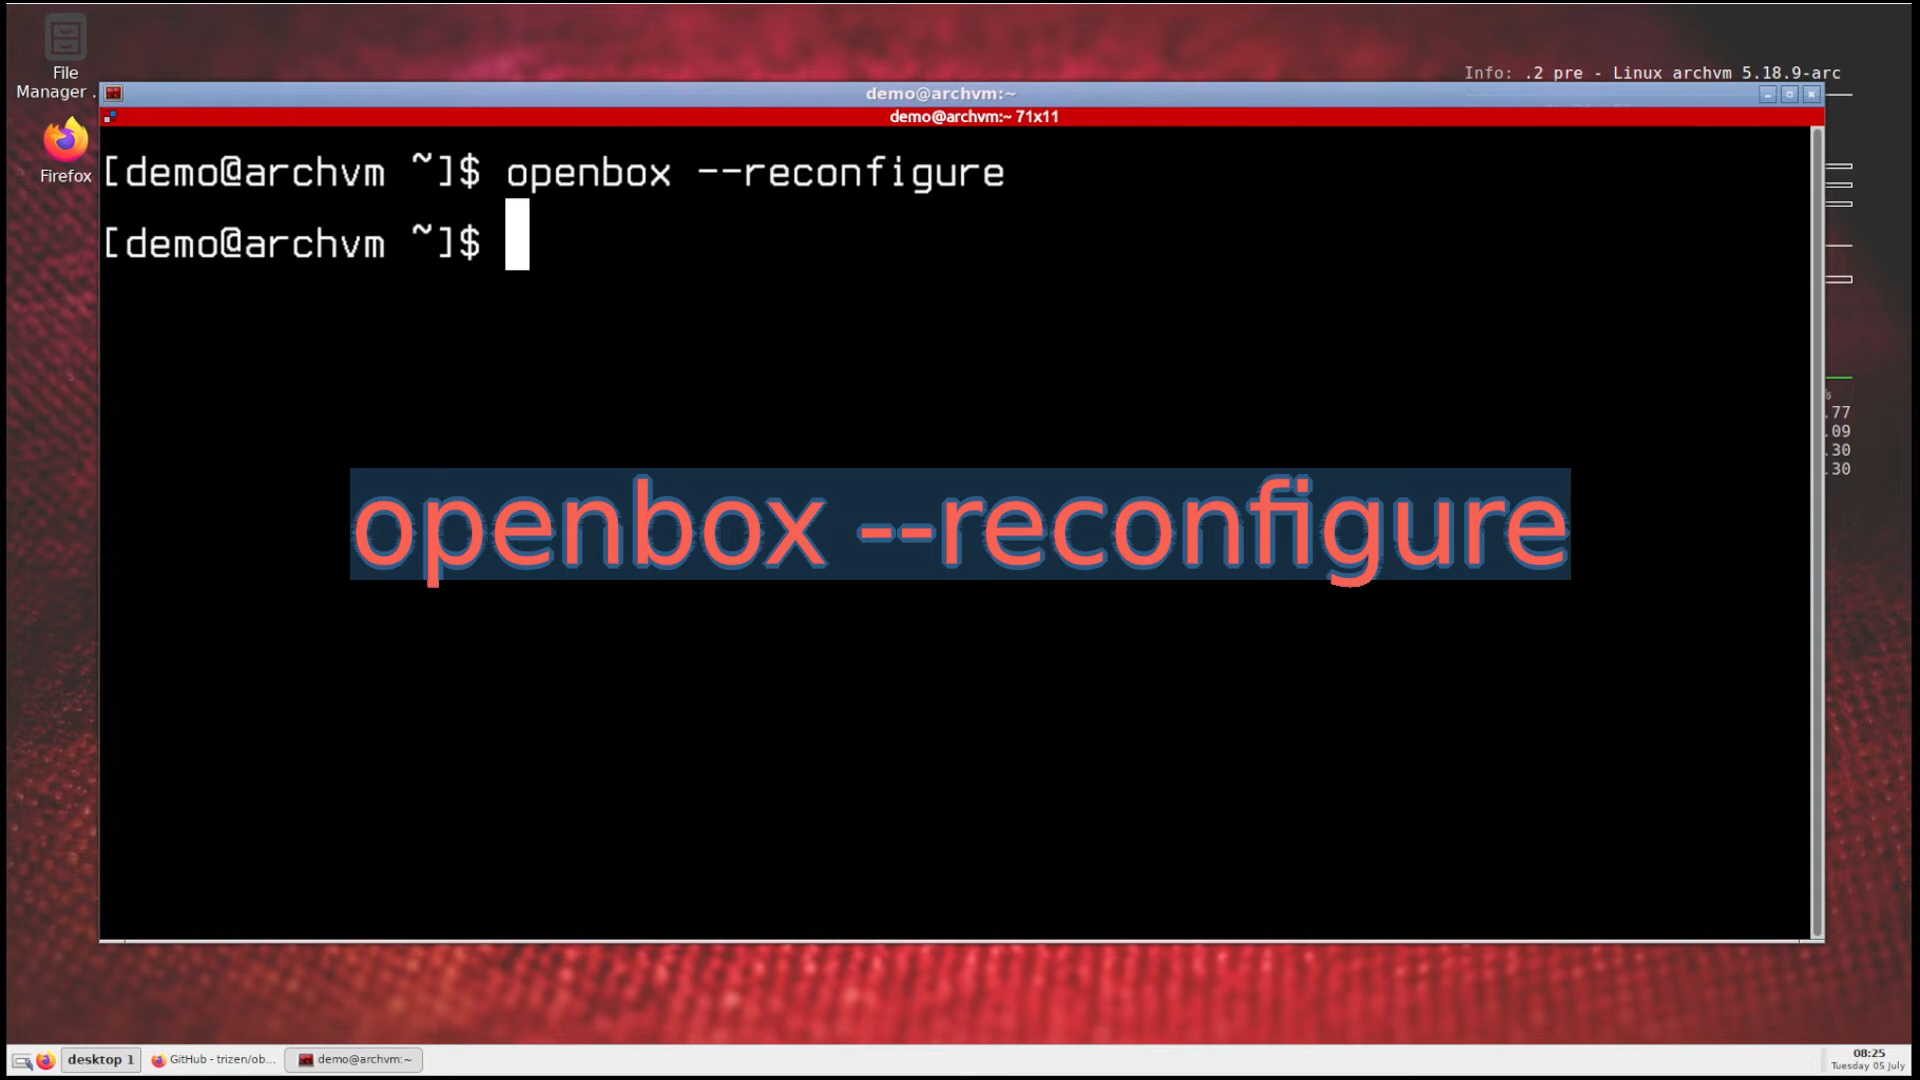 File
Manager .
Firefox
Info: .2 pre - Linux archvm 5.18.9-arc
demo@archvm:~
demo@archvm:~ 71x11
[demo@archvm ~]$ openbox --reconfigure
[demo@archvm ~]$
openbox --reconfigure
%
.77
.09
.30
.30
desktop 1
GitHub - trizen/ob...
demo@archvm:~
08:25
Tuesday 05 July